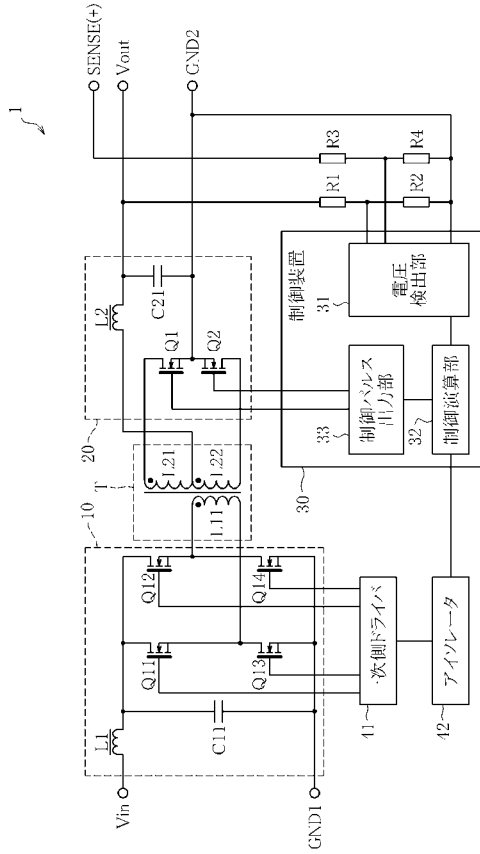 1
10
T
20
L1
Vin
C11
GND1
Q11
Q12
Q13
Q14
L11
L21
L22
Q1
Q2
L2
C21
SENSE(+)
Vout
GND2
R1
R3
R2
R4
制御装置
30
電圧
検出部
31
制御パルス
出力部
33
制御演算部
32
一次側ドライバ
41
アイソレータ
42